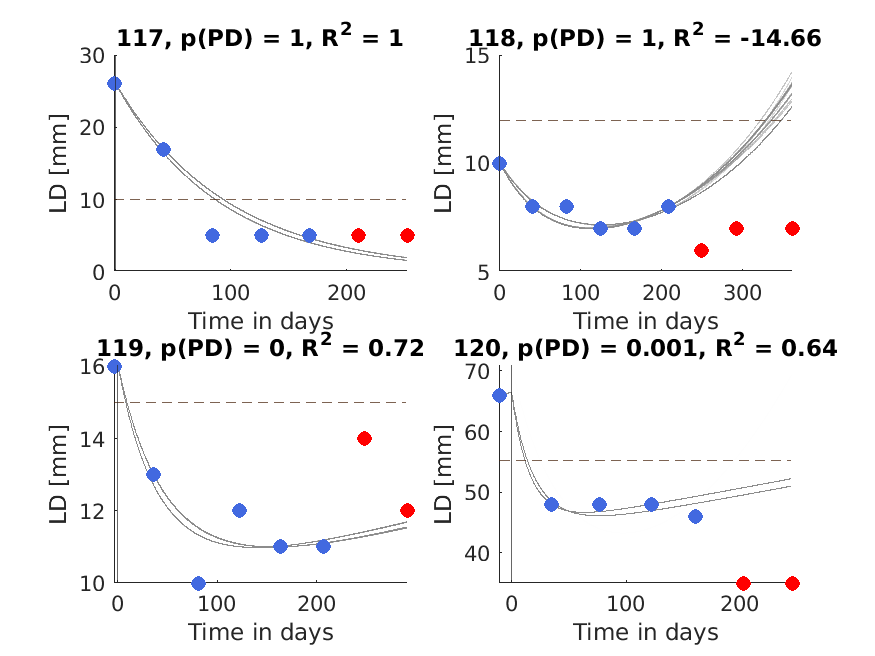 117, p(PD) = 1, R² = 1
30
20
10
0
LD [mm]
0 100 200
Time in days
118, p(PD) = 1, R² = -14.66
15
10
5
LD [mm]
0 100 200 300
Time in days
119, p(PD) = 0, R² = 0.72
16
14
12
10
LD [mm]
0 100 200
Time in days
120, p(PD) = 0.001, R² = 0.64
70
60
50
40
LD [mm]
0 100 200
Time in days